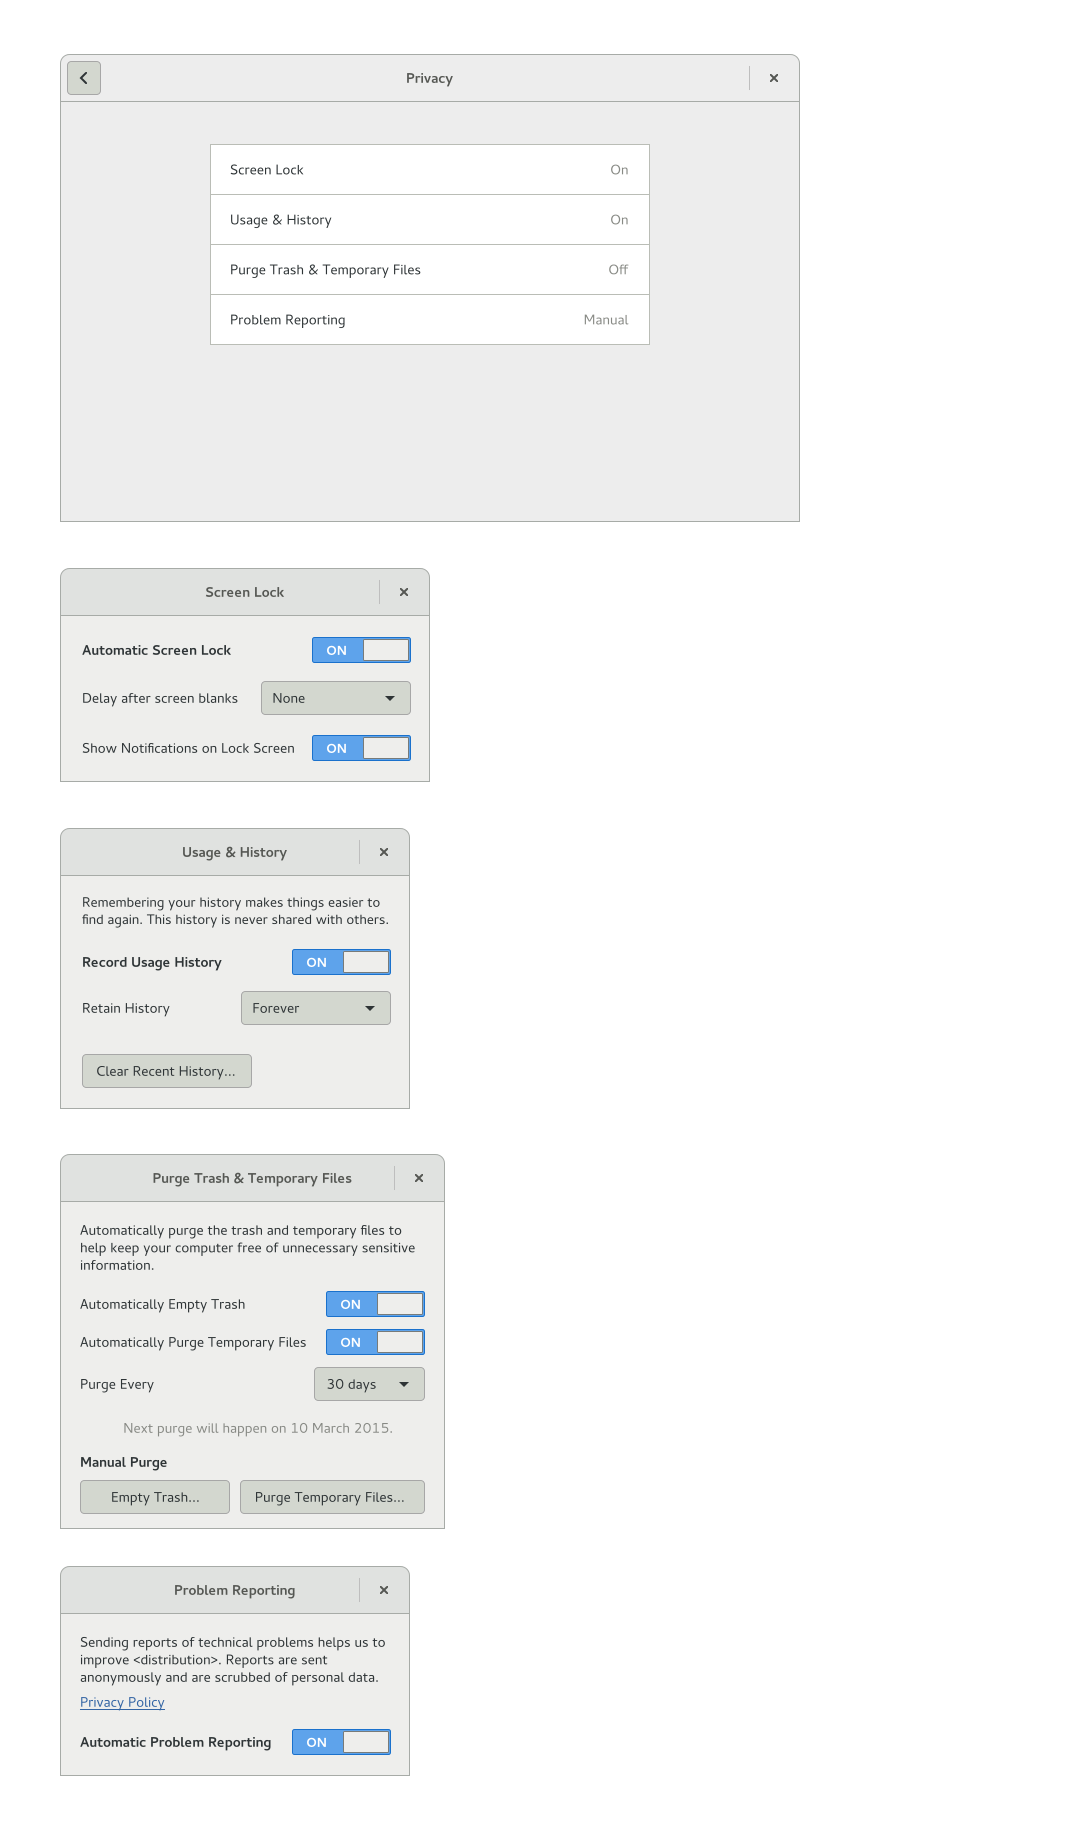 Privacy
Screen Lock On
Usage & History On
Purge Trash & Temporary Files Off
Problem Reporting Manual
Screen Lock
Automatic Screen Lock ON
Delay after screen blanks None
Show Notifications on Lock Screen ON
Usage & History
Remembering your history makes things easier to
find again. This history is never shared with others.
Record Usage History ON
Retain History Forever
Clear Recent History...
Purge Trash & Temporary Files
Automatically purge the trash and temporary files to
help keep your computer free of unnecessary sensitive
information.
Automatically Empty Trash ON
Automatically Purge Temporary Files ON
Purge Every 30 days
Next purge will happen on 10 March 2015.
Manual Purge
Empty Trash... Purge Temporary Files...
Problem Reporting
Sending reports of technical problems helps us to
improve <distribution>. Reports are sent
anonymously and are scrubbed of personal data.
Privacy Policy
Automatic Problem Reporting ON